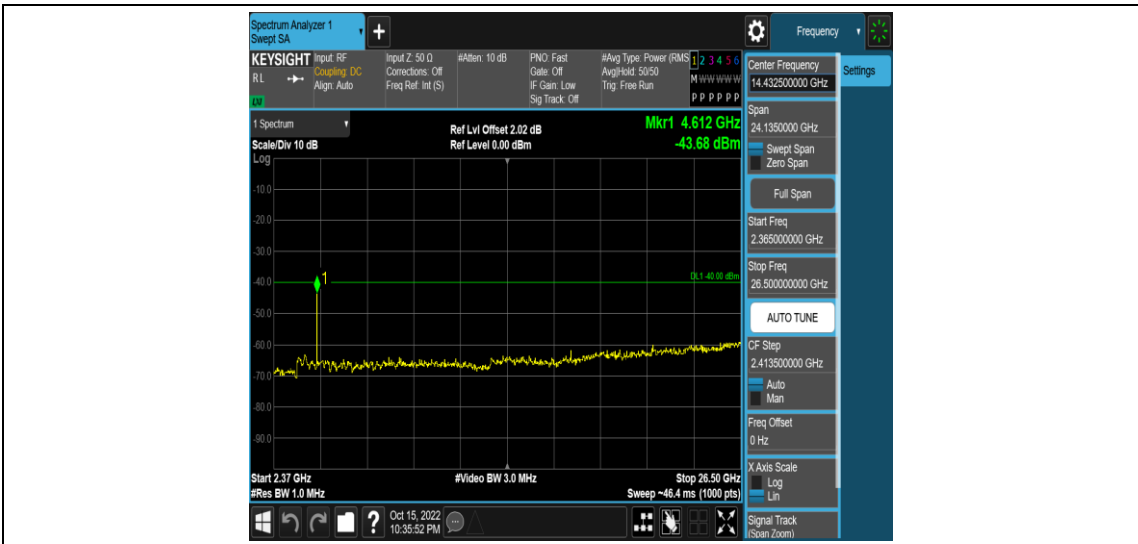 Spectrum Analyzer 1
Swept SA
+
Frequency
KEYSIGHT
RL
LXI
Input: RF
Coupling: DC
Align: Auto
Input Z: 50 Ω
Corrections: Off
Freq Ref: Int (S)
#Atten: 10 dB
PNO: Fast
Gate: Off
IF Gain: Low
Sig Track: Off
#Avg Type: Power (RMS
Avg|Hold: 50/50
Trig: Free Run
1 2 3 4 5 6
M W W W W W
P P P P P P
1 Spectrum
Scale/Div 10 dB
Log
Ref Lvl Offset 2.02 dB
Ref Level 0.00 dBm
Mkr1 4.612 GHz
-43.68 dBm
-10.0
-20.0
-30.0
-40.0
-50.0
-60.0
-70.0
-80.0
-90.0
1
DL1 -40.00 dBm
Start 2.37 GHz
#Res BW 1.0 MHz
#Video BW 3.0 MHz
Stop 26.50 GHz
Sweep ~46.4 ms (1000 pts)
?
Oct 15, 2022
10:35:52 PM
Center Frequency
14.432500000 GHz
Span
24.1350000 GHz
Swept Span
Zero Span
Full Span
Start Freq
2.365000000 GHz
Stop Freq
26.500000000 GHz
AUTO TUNE
CF Step
2.413500000 GHz
Auto
Man
Freq Offset
0 Hz
X Axis Scale
Log
Lin
Signal Track
(Span Zoom)
Settings